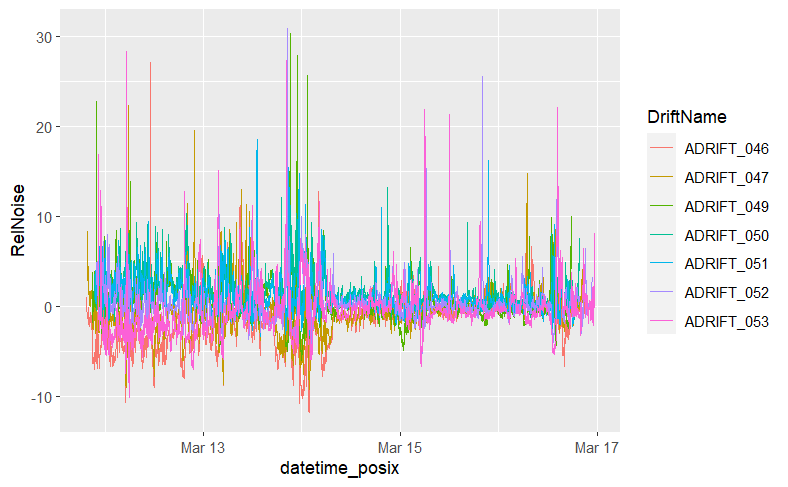 30
20
10
0
-10
RelNoise
Mar 13
Mar 15
Mar 17
datetime_posix
DriftName
ADRIFT_046
ADRIFT_047
ADRIFT_049
ADRIFT_050
ADRIFT_051
ADRIFT_052
ADRIFT_053